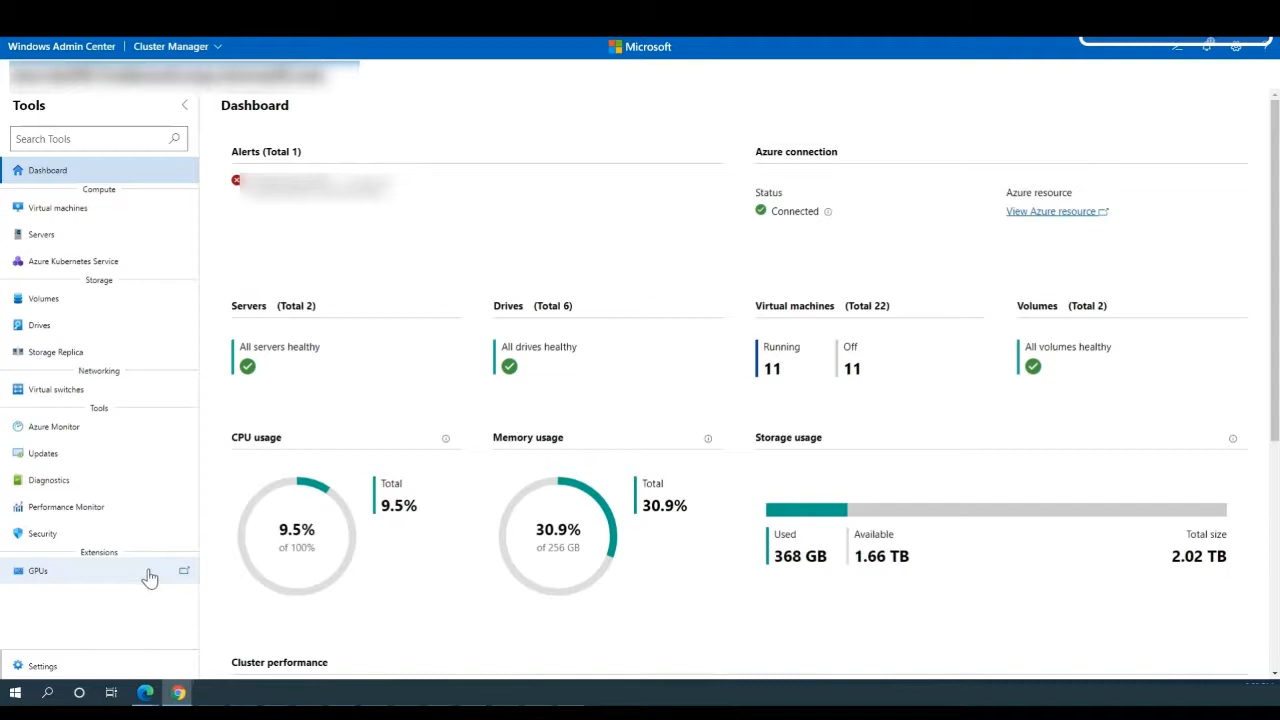 Windows Admin Center | Cluster Manager
Microsoft
Tools
Search Tools
Dashboard
Compute
Virtual machines
Servers
Azure Kubernetes Service
Storage
Volumes
Drives
Storage Replica
Networking
Virtual switches
Tools
Azure Monitor
Updates
Diagnostics
Performance Monitor
Security
Extensions
GPUs
Settings
Dashboard
Alerts (Total 1)
Azure connection
Status
Connected
Azure resource
View Azure resource
Servers (Total 2)
All servers healthy
Drives (Total 6)
All drives healthy
Virtual machines (Total 22)
Running
11
Off
11
Volumes (Total 2)
All volumes healthy
CPU usage
9.5%
of 100%
Total
9.5%
Memory usage
30.9%
of 256 GB
Total
30.9%
Storage usage
Used
368 GB
Available
1.66 TB
Total size
2.02 TB
Cluster performance